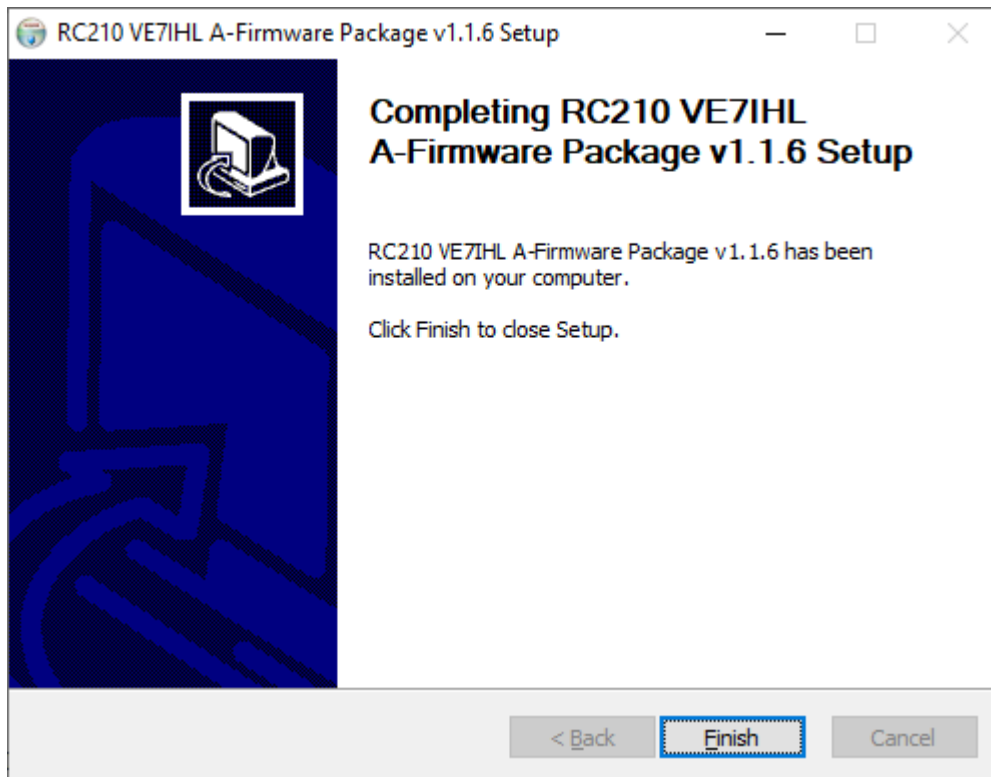 RC210 VE7IHL A-Firmware Package v1.1.6 Setup
Completing RC210 VE7IHL
A-Firmware Package v1.1.6 Setup
RC210 VE7IHL A-Firmware Package v1.1.6 has been
installed on your computer.
Click Finish to close Setup.
< Back
Finish
Cancel